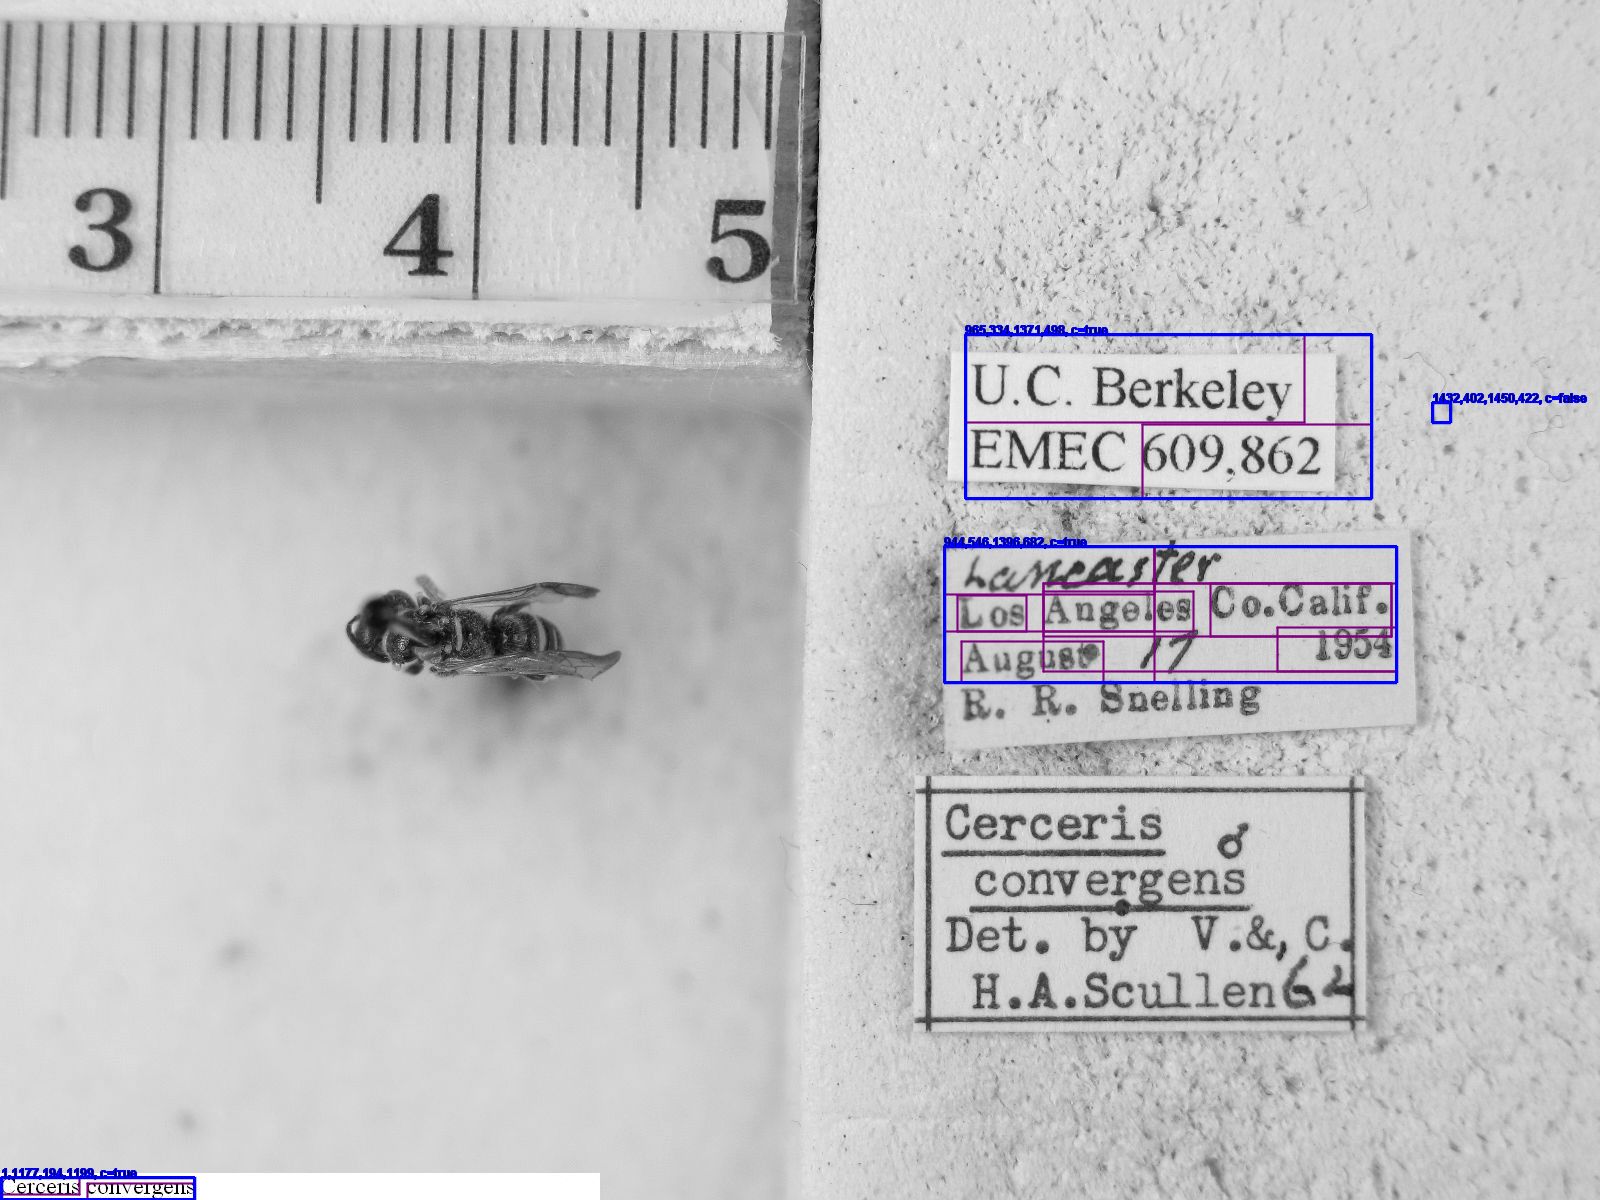 3 4 5
965,334,1371,498, c=true
U.C. Berkeley
EMEC 609,862
1432,402,1450,422, c=false
944,546,1396,682, c=true
Lancaster
Los Angeles Co.Calif.
August 17 1954
R. R. Snelling
Cerceris ♂
convergens
Det. by V.&, C.
H.A.Scullen 62
1,1177,194,1199, c=true
Cerceris convergens